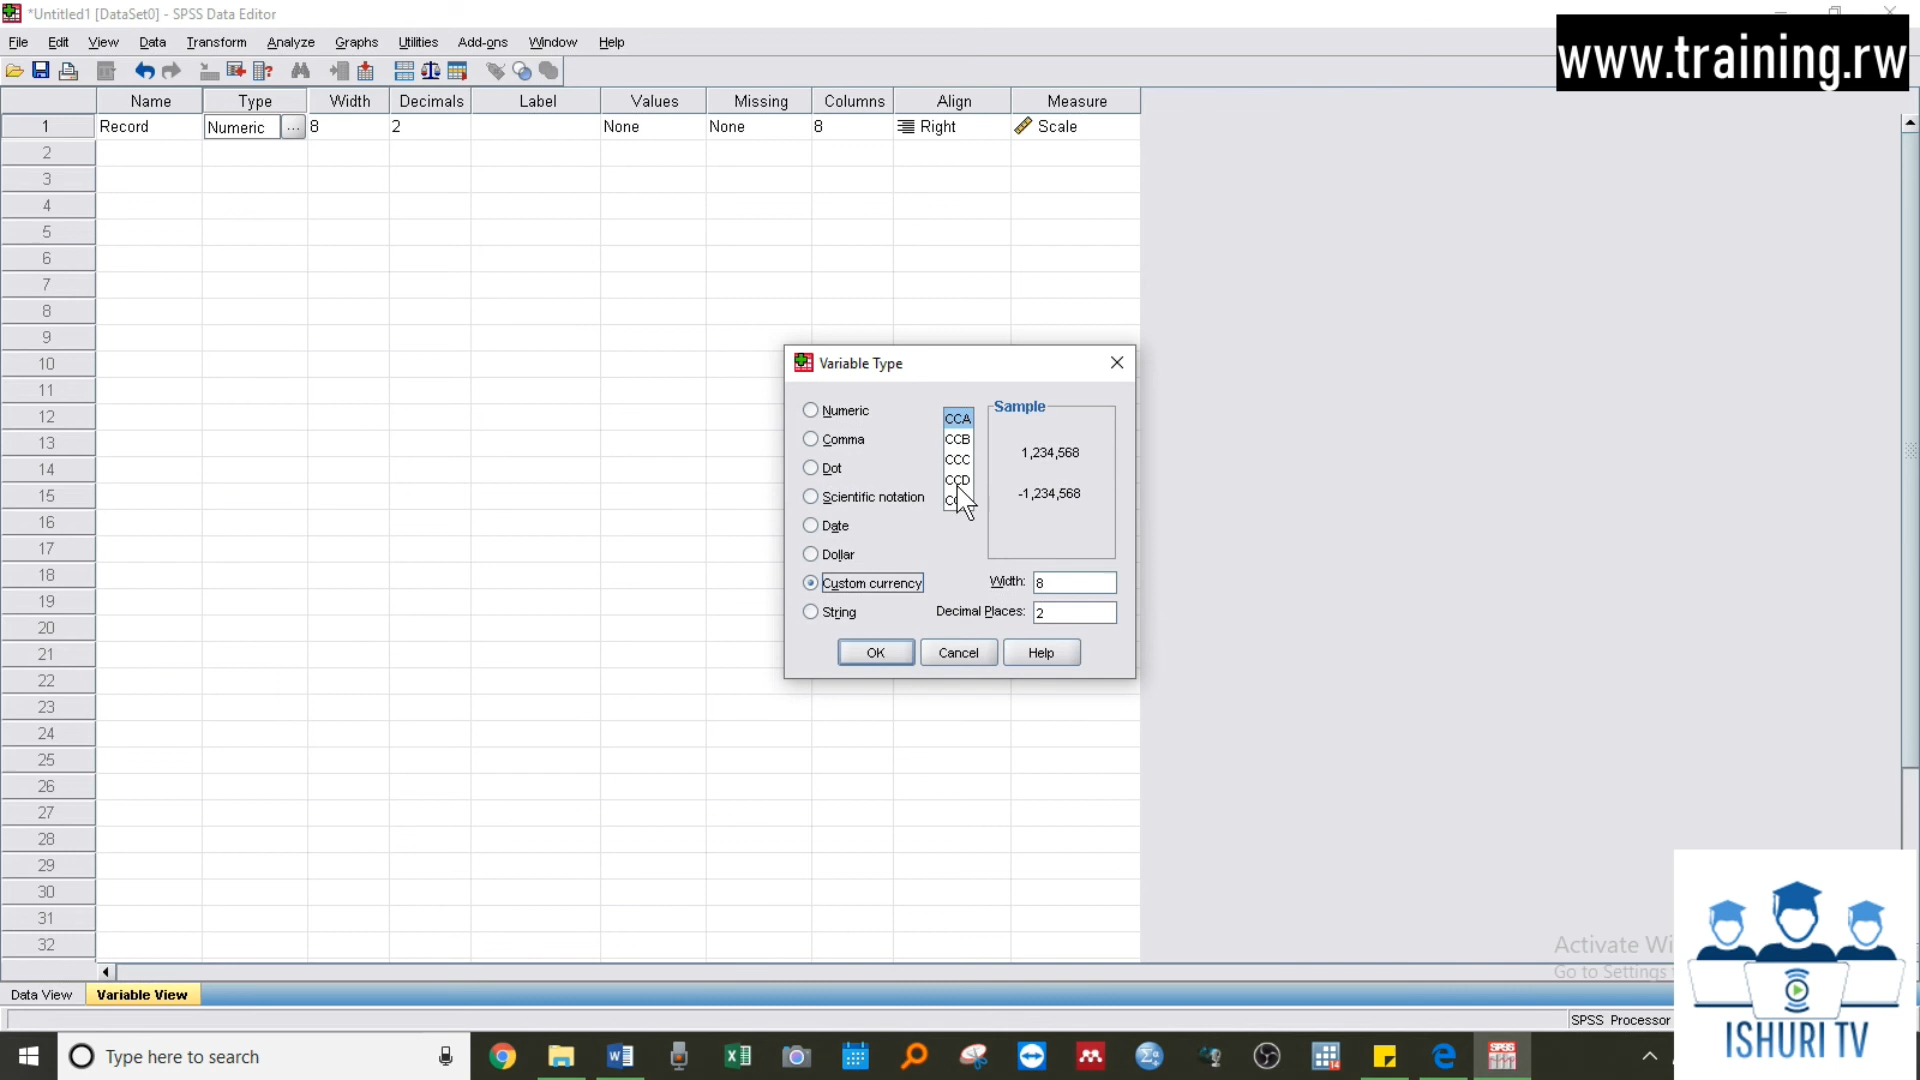 *Untitled1 [DataSet0] - SPSS Data Editor
File Edit View Data Transform Analyze Graphs Utilities Add-ons Window Help
www.training.rw
Name Type Width Decimals Label Values Missing Columns Align Measure
1 Record Numeric ... 8 2 None None 8 Right Scale
2
3
4
5
6
7
8
9
10
11
12
13
14
15
16
17
18
19
20
21
22
23
24
25
26
27
28
29
30
31
32
Variable Type
Numeric
Comma
Dot
Scientific notation
Date
Dollar
Custom currency
String
CCA
CCB
CCC
CCD
Sample
1,234,568
-1,234,568
Width: 8
Decimal Places: 2
OK Cancel Help
Activate Wi
Go to Settings
Data View Variable View
SPSS Processor
ISHURI TV
Type here to search